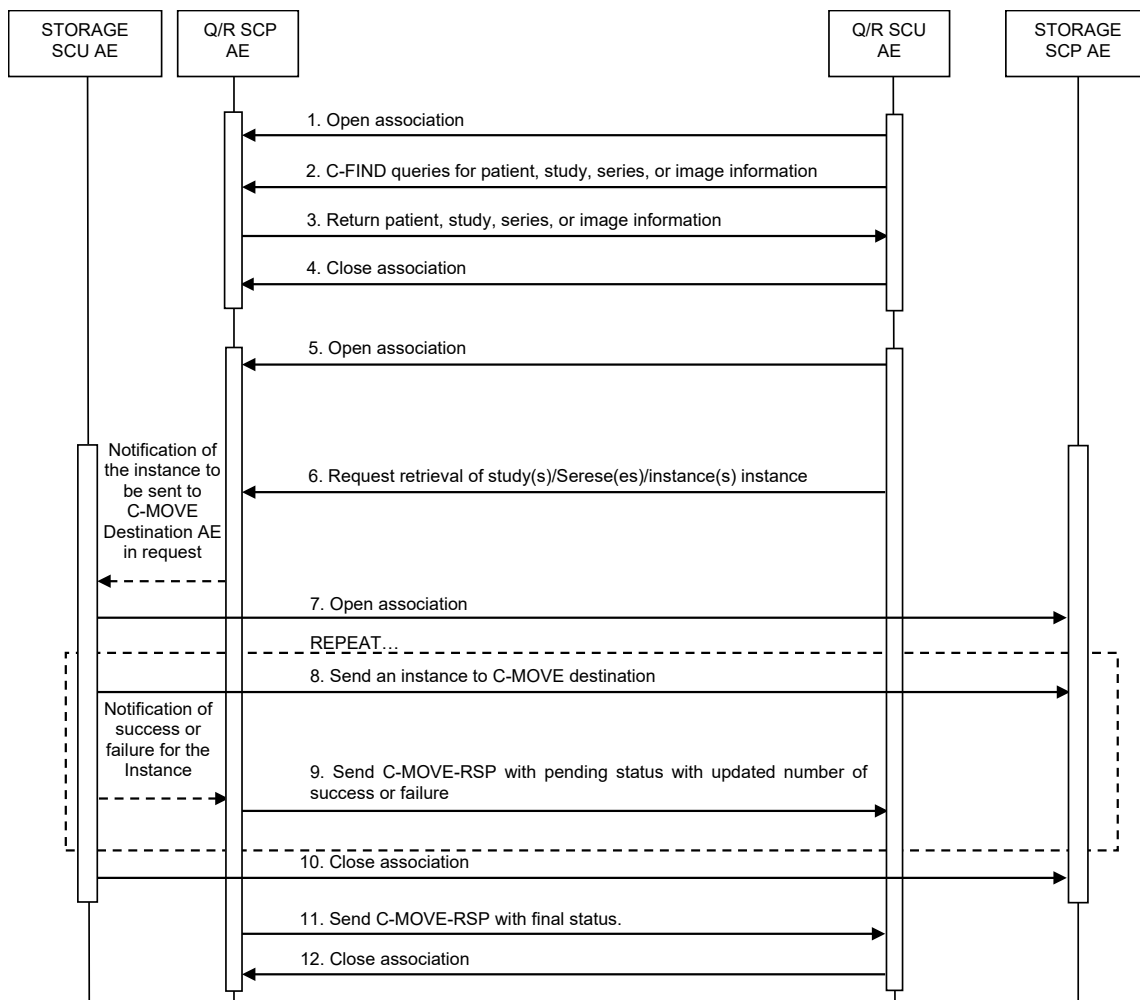 STORAGE
SCU AE
Q/R SCP
AE
Q/R SCU
AE
STORAGE
SCP AE
1. Open association
2. C-FIND queries for patient, study, series, or image information
3. Return patient, study, series, or image information
4. Close association
5. Open association
Notification of
the instance to
be sent to
C-MOVE
Destination AE
in request
6. Request retrieval of study(s)/Serese(es)/instance(s) instance
7. Open association
REPEAT…
8. Send an instance to C-MOVE destination
Notification of
success or
failure for the
Instance
9. Send C-MOVE-RSP with pending status with updated number of
success or failure
10. Close association
11. Send C-MOVE-RSP with final status.
12. Close association